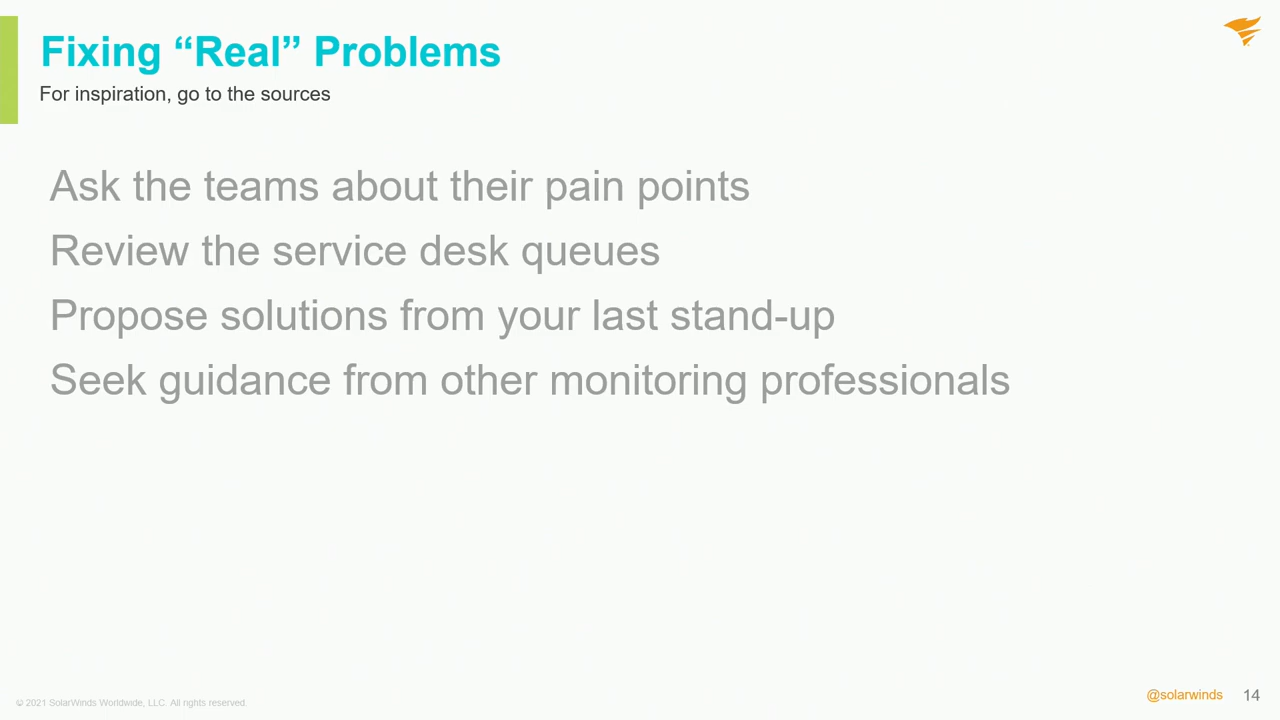 Fixing “Real” Problems
For inspiration, go to the sources
Ask the teams about their pain points
Review the service desk queues
Propose solutions from your last stand-up
Seek guidance from other monitoring professionals
© 2021 SolarWinds Worldwide, LLC. All rights reserved.
@solarwinds 14